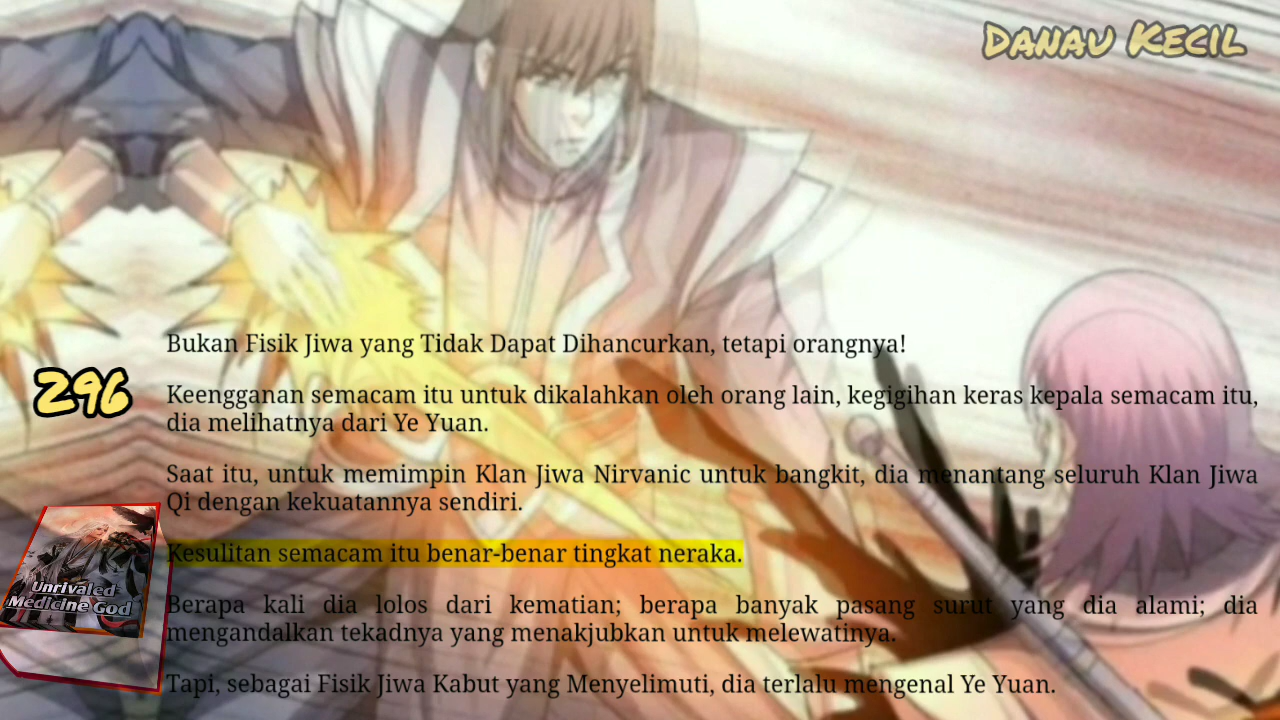 Danau Kecil
Bukan Fisik Jiwa yang Tidak Dapat Dihancurkan, tetapi orangnya!
296
Keengganan semacam itu untuk dikalahkan oleh orang lain, kegigihan keras kepala semacam itu,
dia melihatnya dari Ye Yuan.
Saat itu, untuk memimpin Klan Jiwa Nirvanic untuk bangkit, dia menantang seluruh Klan Jiwa
Qi dengan kekuatannya sendiri.
Kesulitan semacam itu benar-benar tingkat neraka.
Unrivaled
Medicine God
Berapa kali dia lolos dari kematian; berapa banyak pasang surut yang dia alami; dia
mengandalkan tekadnya yang menakjubkan untuk melewatinya.
Tapi, sebagai Fisik Jiwa Kabut yang Menyelimuti, dia terlalu mengenal Ye Yuan.